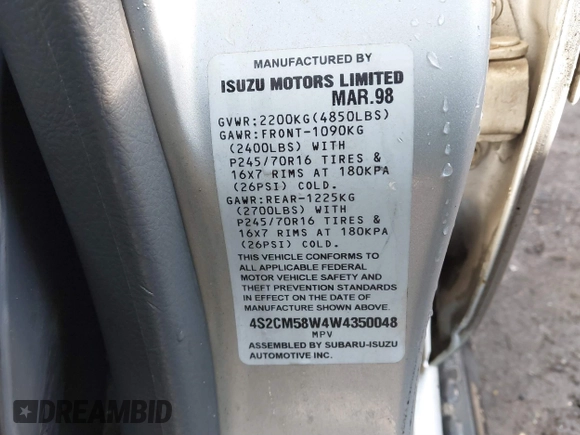 MANUFACTURED BY
ISUZU MOTORS LIMITED
MAR.98
GVWR:2200KG(4850LBS)
GAWR:FRONT-1090KG
(2400LBS) WITH
P245/70R16 TIRES &
16x7 RIMS AT 180KPA
(26PSI) COLD.
GAWR:REAR-1225KG
(2700LBS) WITH
P245/70R16 TIRES &
16x7 RIMS AT 180KPA
(26PSI) COLD.
THIS VEHICLE CONFORMS TO
ALL APPLICABLE FEDERAL
MOTOR VEHICLE SAFETY AND
THEFT PREVENTION STANDARDS
IN EFFECT ON THE DATE OF
MANUFACTURE SHOWN ABOVE.
4S2CM58W4W4350048
MPV
ASSEMBLED BY SUBARU-ISUZU
AUTOMOTIVE INC.
DREAMBID